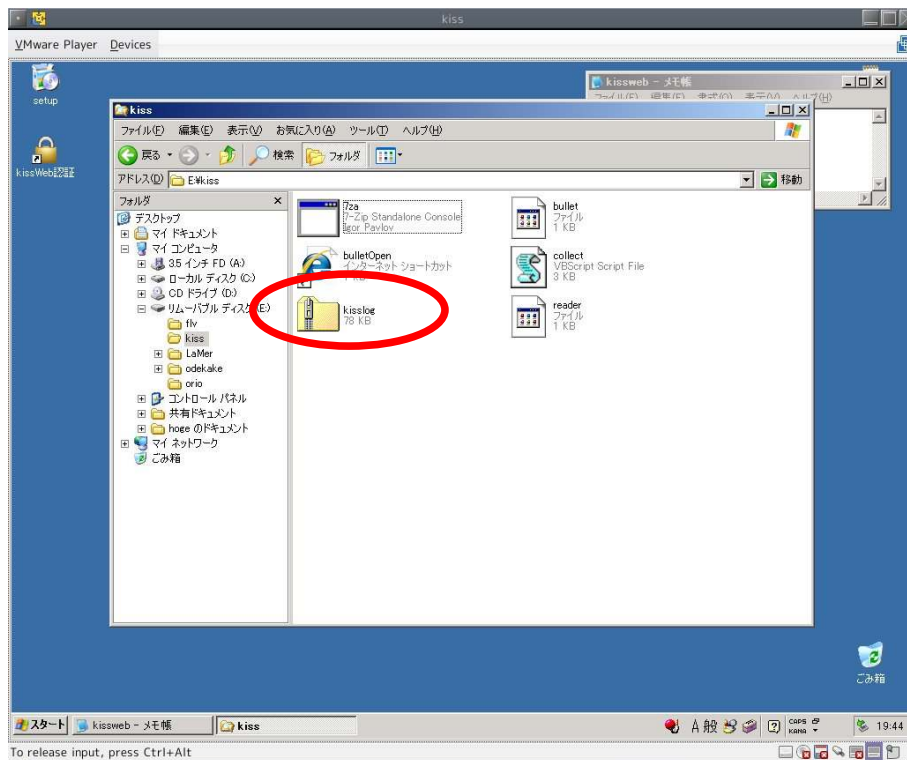 kiss
VMware Player Devices
setup
kissWeb認証
kissweb - メモ帳
kiss
ファイル(F) 編集(E) 表示(V) お気に入り(A) ツール(T) ヘルプ(H)
戻る 検索 フォルダ
アドレス(D) E:¥kiss 移動
フォルダ ×
デスクトップ
マイ ドキュメント
マイ コンピュータ
3.5 インチ FD (A:)
ローカル ディスク (C:)
CD ドライブ (D:)
リムーバブル ディスク (E:)
flv
kiss
LaMer
odekake
orio
コントロール パネル
共有ドキュメント
hoge のドキュメント
マイ ネットワーク
ごみ箱
7za
7-Zip Standalone Console
Igor Pavlov
bullet
ファイル
1 KB
bulletOpen
インターネット ショートカット
collect
VBScript Script File
3 KB
kisslog
78 KB
reader
ファイル
1 KB
ごみ箱
スタート kissweb - メモ帳 kiss A 般 CAPS KANA 19:44
To release input, press Ctrl+Alt